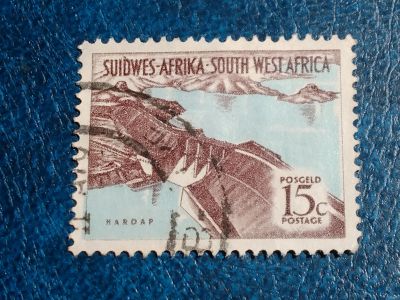 SUIDWES-AFRIKA·SOUTH WEST AFRICA
POSGELD
15c
POSTAGE
HARDAP